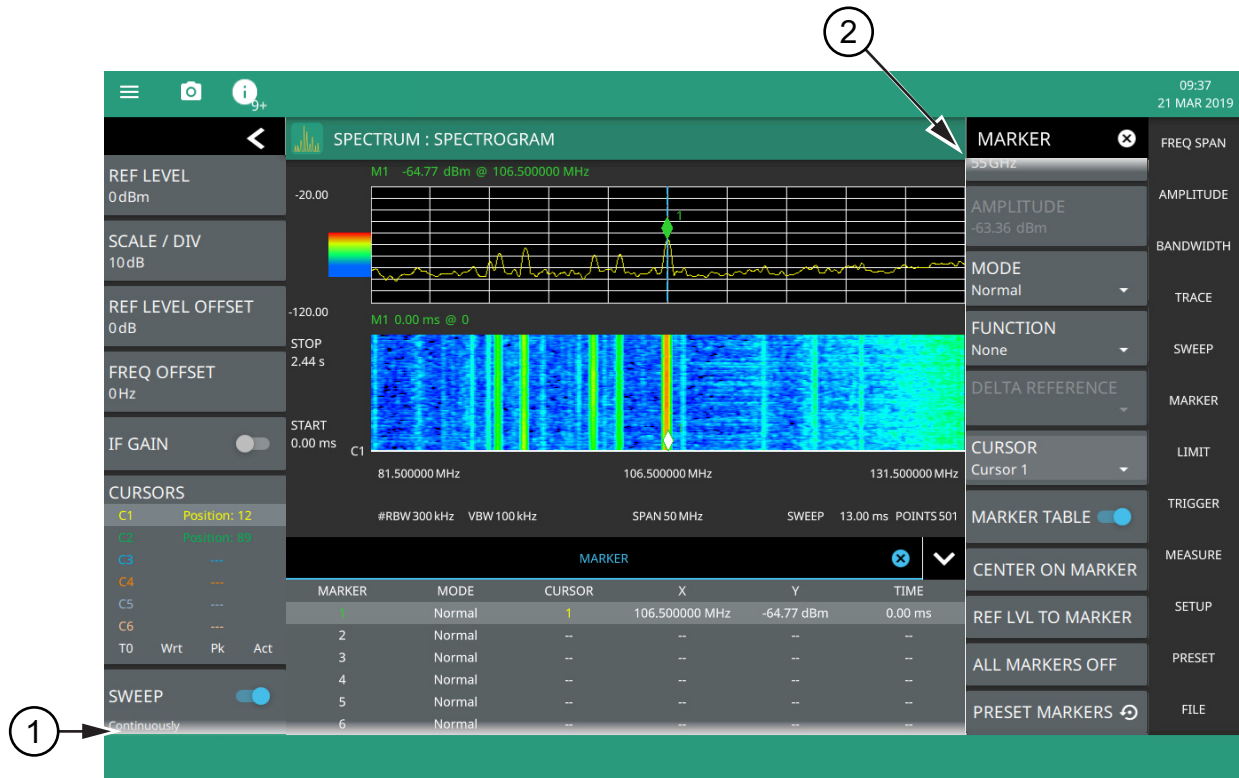 2
9+
09:37
21 MAR 2019
SPECTRUM : SPECTROGRAM
REF LEVEL
0 dBm
SCALE / DIV
10 dB
REF LEVEL OFFSET
0 dB
FREQ OFFSET
0 Hz
IF GAIN
CURSORS
C1 Position: 12
C2 Position: 89
C3 ---
C4 ---
C5 ---
C6 ---
T0 Wrt Pk Act
SWEEP
Continuously
1
M1 -64.77 dBm @ 106.500000 MHz
-20.00
1
-120.00
M1 0.00 ms @ 0
STOP
2.44 s
START
0.00 ms
C1
81.500000 MHz 106.500000 MHz 131.500000 MHz
#RBW 300 kHz VBW 100 kHz SPAN 50 MHz SWEEP 13.00 ms POINTS 501
MARKER
MARKER MODE CURSOR X Y TIME
1 Normal 1 106.500000 MHz -64.77 dBm 0.00 ms
2 Normal -- -- -- --
3 Normal -- -- -- --
4 Normal -- -- -- --
5 Normal -- -- -- --
6 Normal -- -- -- --
MARKER
55 GHz
AMPLITUDE
-63.36 dBm
MODE
Normal
FUNCTION
None
DELTA REFERENCE
CURSOR
Cursor 1
MARKER TABLE
CENTER ON MARKER
REF LVL TO MARKER
ALL MARKERS OFF
PRESET MARKERS
FREQ SPAN
AMPLITUDE
BANDWIDTH
TRACE
SWEEP
MARKER
LIMIT
TRIGGER
MEASURE
SETUP
PRESET
FILE